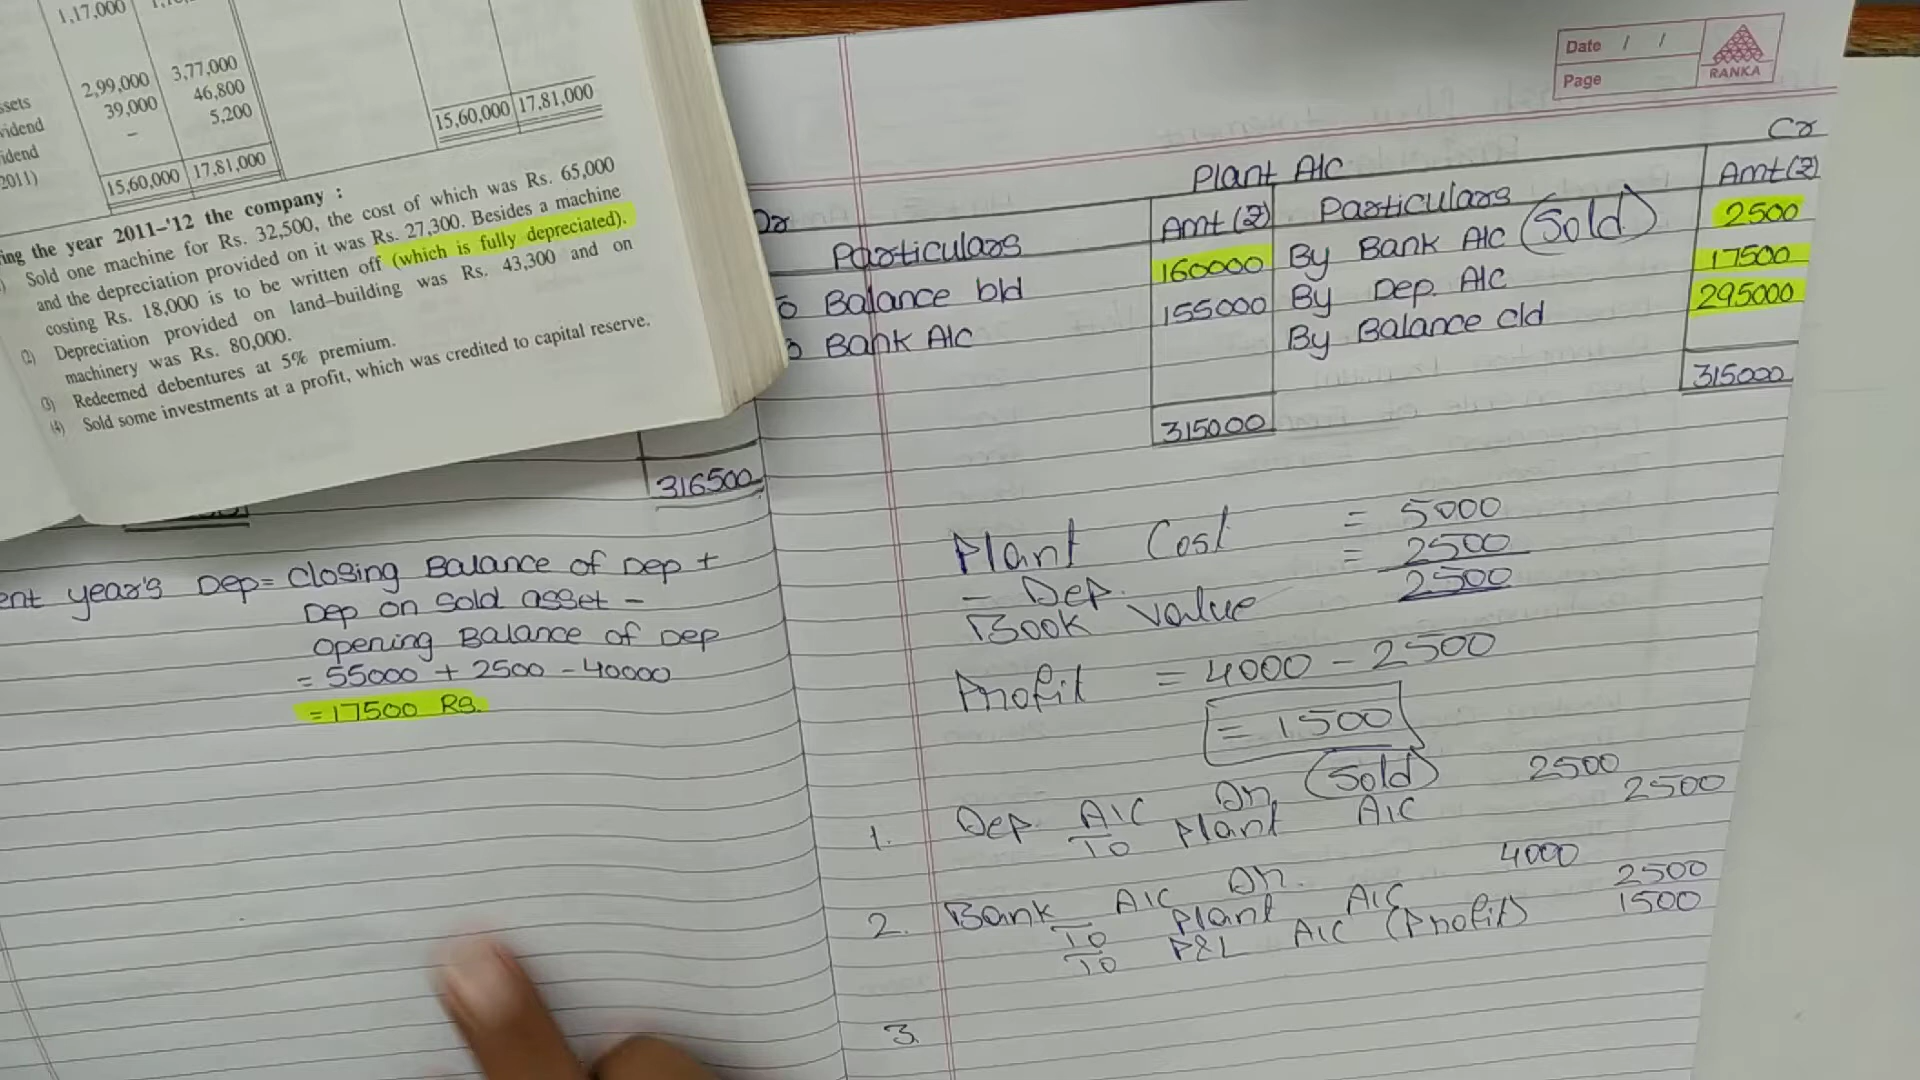 1,17,000
2,99,000 3,77,000
ssets 39,000 46,800
vidend – 5,200
idend
2011)
15,60,000 17,81,000
15,60,000 17,81,000
ing the year 2011–'12 the company :
Sold one machine for Rs. 32,500, the cost of which was Rs. 65,000
and the depreciation provided on it was Rs. 27,300. Besides a machine
costing Rs. 18,000 is to be written off (which is fully depreciated).
(2) Depreciation provided on land–building was Rs. 43,300 and on
machinery was Rs. 80,000.
(3) Redeemed debentures at 5% premium.
(4) Sold some investments at a profit, which was credited to capital reserve.
316500
ent year's Dep = Closing Balance of Dep +
Dep on sold asset –
opening Balance of Dep
= 55000 + 2500 – 40000
= 17500 Rs.
Date / /
Page
RANKA
Plant A/c
Dr Cr
Particulars Amt (₹) Particulars Amt (₹)
o Balance b/d 160000 By Bank A/c (Sold) 2500
o Bank A/c 155000 By Dep. A/c 17500
By Balance c/d 295000
315000 315000
Plant Cost = 5000
– Dep. = 2500
Book value 2500
Profit = 4000 – 2500
= 1500
1. Dep. A/c Dr. (Sold) 2500
To Plant A/c 2500
2. Bank A/c Dr. 4000
To Plant A/c 2500
To P&L A/c (Profit) 1500
3.